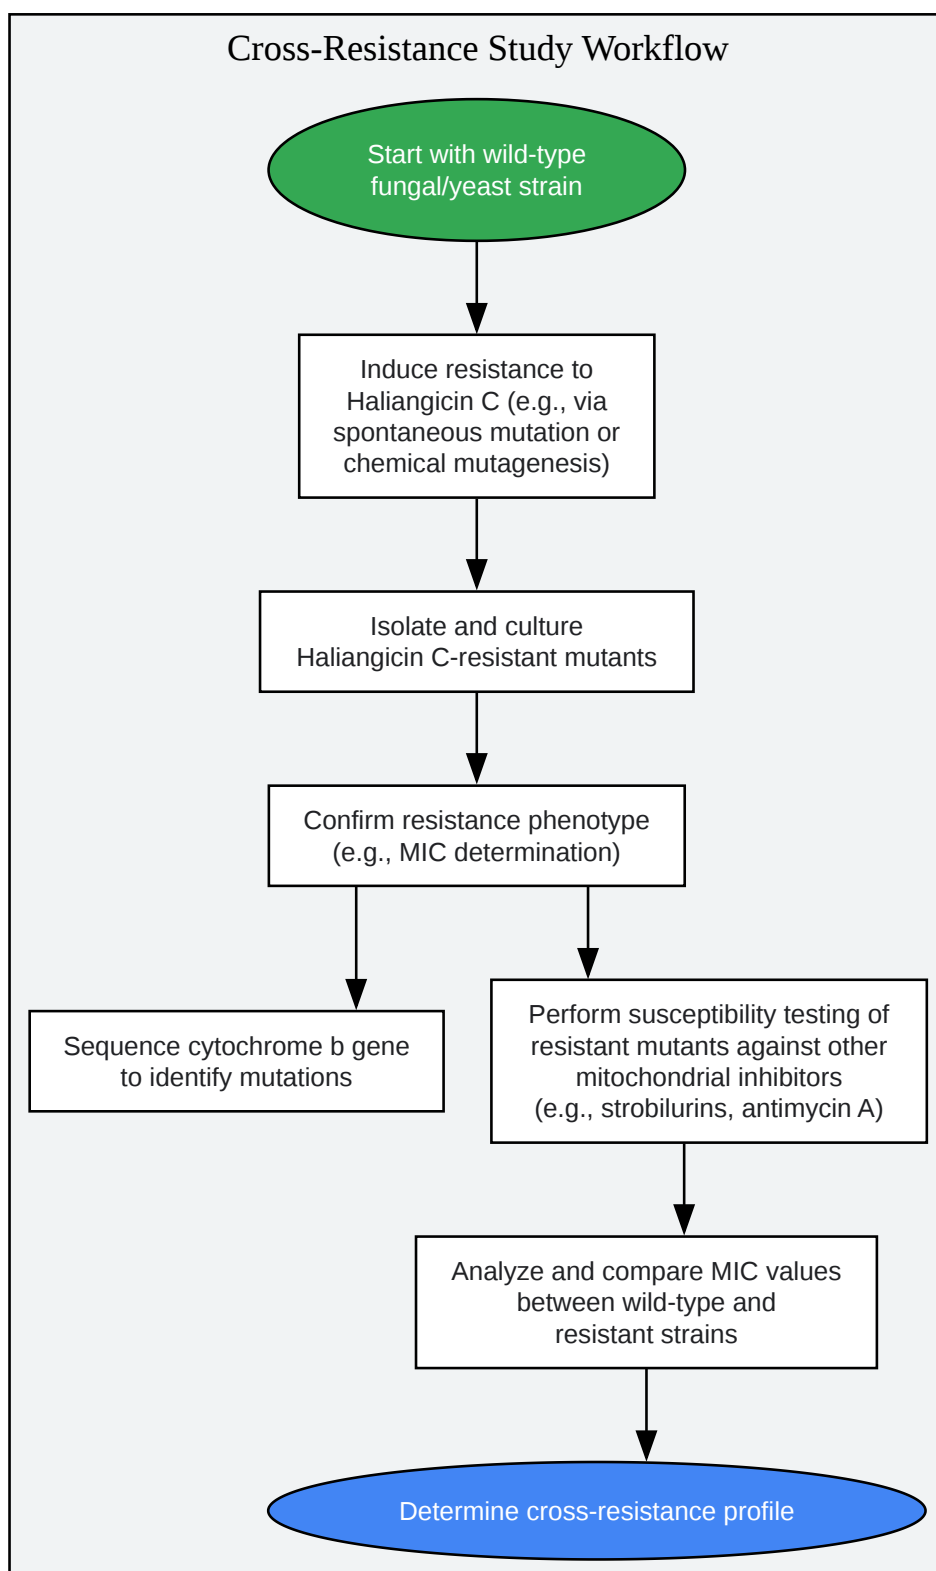 Cross-Resistance Study Workflow
Start with wild-type
fungal/yeast strain
Induce resistance to
Haliangicin C (e.g., via
spontaneous mutation or
chemical mutagenesis)
Isolate and culture
Haliangicin C-resistant mutants
Confirm resistance phenotype
(e.g., MIC determination)
Sequence cytochrome b gene
to identify mutations
Perform susceptibility testing of
resistant mutants against other
mitochondrial inhibitors
(e.g., strobilurins, antimycin A)
Analyze and compare MIC values
between wild-type and
resistant strains
Determine cross-resistance profile